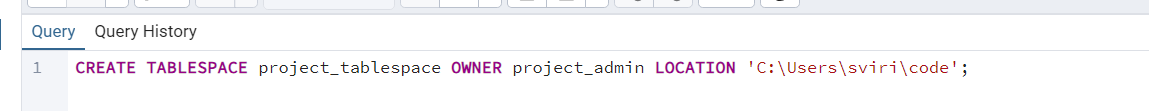 Query Query History
1 CREATE TABLESPACE project_tablespace OWNER project_admin LOCATION 'C:\Users\sviri\code';